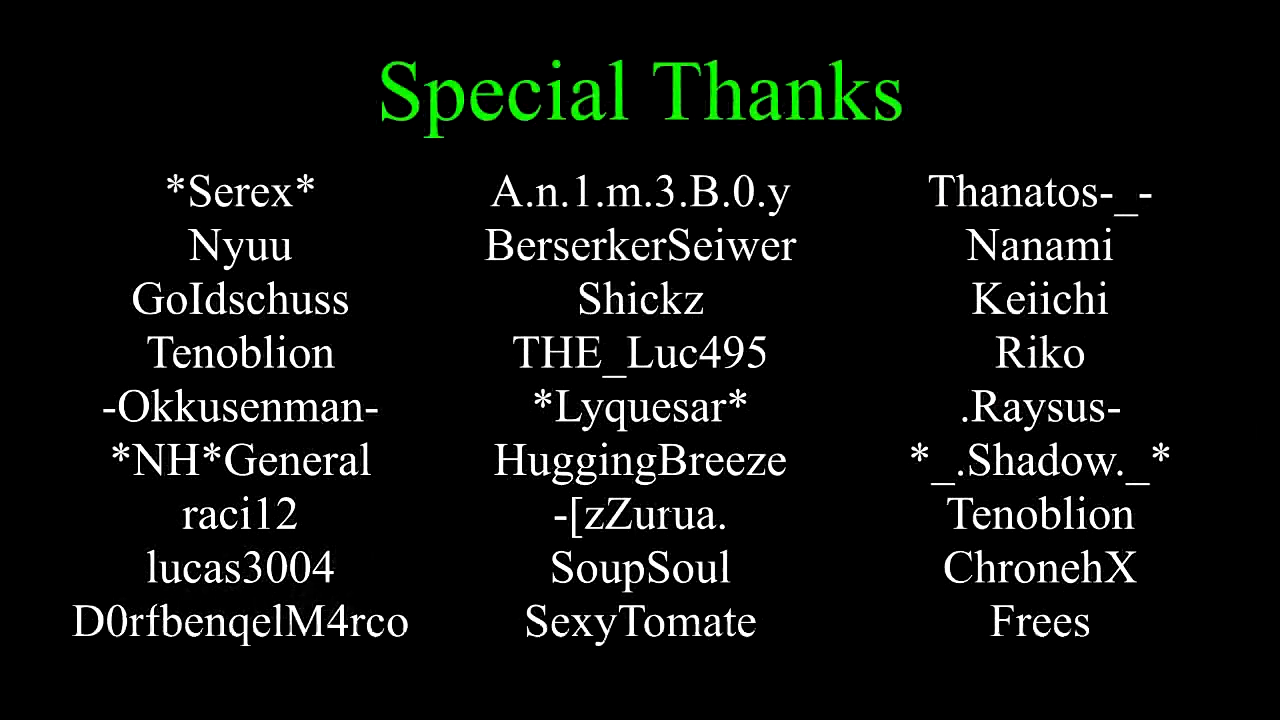 Special Thanks
*Serex*
Nyuu
GoIdschuss
Tenoblion
-Okkusenman-
*NH*General
raci12
lucas3004
D0rfbenqelM4rco
A.n.1.m.3.B.0.y
BerserkerSeiwer
Shickz
THE_Luc495
*Lyquesar*
HuggingBreeze
-[zZurua.
SoupSoul
SexyTomate
Thanatos-_-
Nanami
Keiichi
Riko
.Raysus-
*_.Shadow._*
Tenoblion
ChronehX
Frees